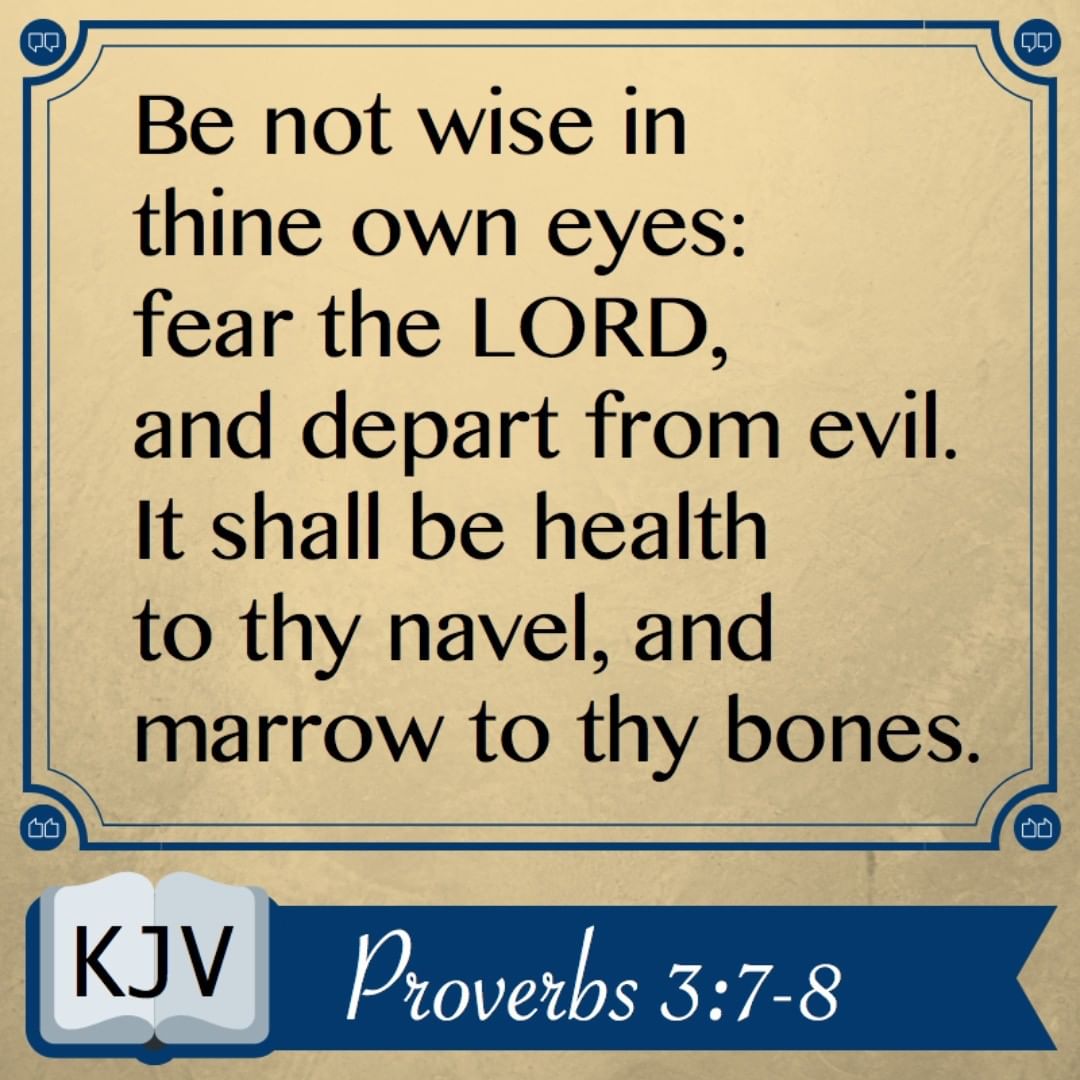 Be not wise in
thine own eyes:
fear the LORD,
and depart from evil.
It shall be health
to thy navel, and
marrow to thy bones.
KJV
Proverbs 3:7-8